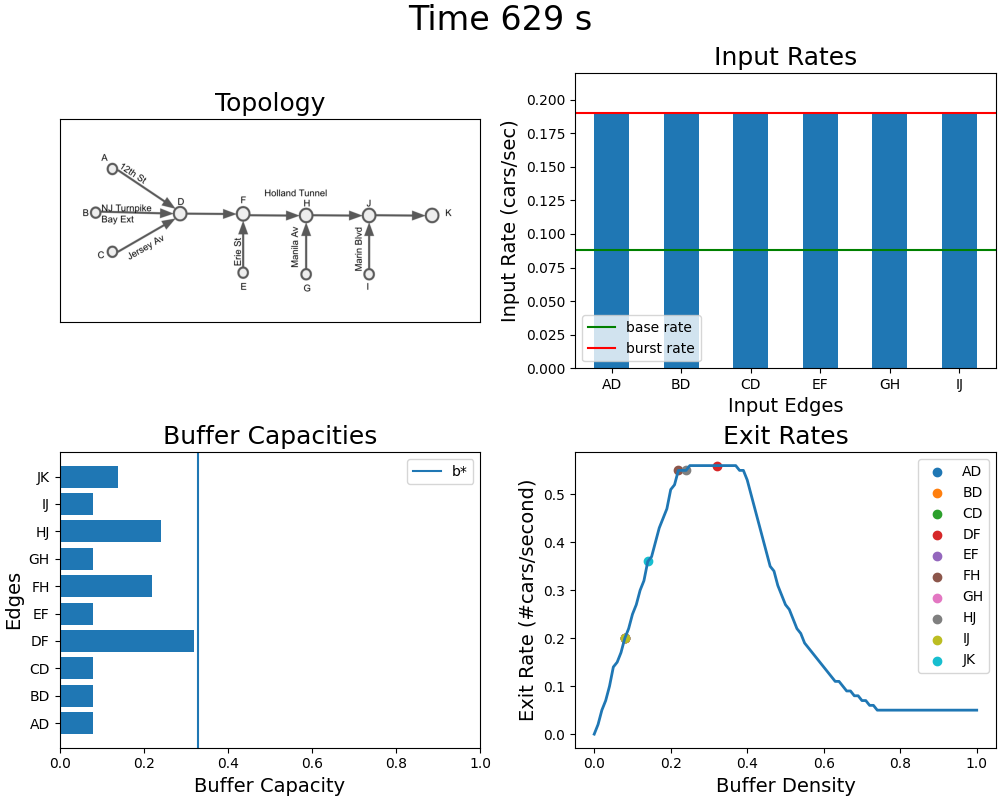 Time 629 s
Topology
A
12th St
B
NJ Turnpike
Bay Ext
C
Jersey Av
D
F
Erie St
E
Holland Tunnel
H
Manila Av
G
J
Marin Blvd
I
K
Input Rates
Input Rate (cars/sec)
0.200
0.175
0.150
0.125
0.100
0.075
0.050
0.025
0.000
base rate
burst rate
AD BD CD EF GH IJ
Input Edges
Buffer Capacities
Edges
JK
IJ
HJ
GH
FH
EF
DF
CD
BD
AD
b*
0.0 0.2 0.4 0.6 0.8 1.0
Buffer Capacity
Exit Rates
Exit Rate (#cars/second)
0.5
0.4
0.3
0.2
0.1
0.0
AD
BD
CD
DF
EF
FH
GH
HJ
IJ
JK
0.0 0.2 0.4 0.6 0.8 1.0
Buffer Density